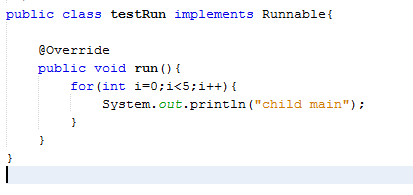 public class testRun implements Runnable{
@Override
public void run(){
for(int i=0;i<5;i++){
System.out.println("child main");
}
}
}